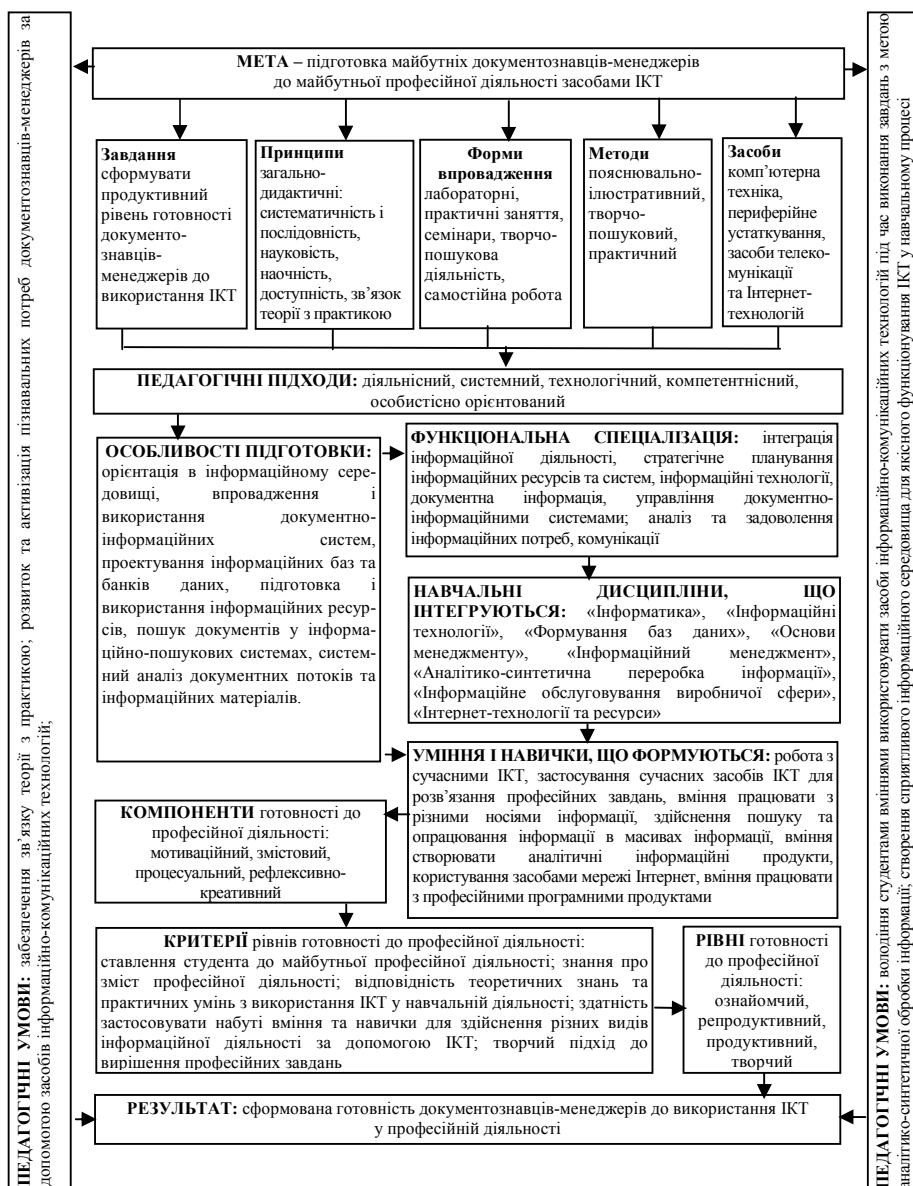 ПЕДАГОГІЧНІ УМОВИ: забезпечення зв’язку теорії з практикою; розвиток та активізація пізнавальних потреб документознавців-менеджерів за
допомогою засобів інформаційно-комунікаційних технологій;
МЕТА – підготовка майбутніх документознавців-менеджерів
до майбутньої професійної діяльності засобами ІКТ
Завдання
сформувати
продуктивний
рівень готовності
документо-
знавців-
менеджерів до
використання ІКТ
Принципи
загально-
дидактичні:
систематичність і
послідовність,
науковість,
наочність,
доступність, зв’язок
теорії з практикою
Форми
впровадження
лабораторні,
практичні заняття,
семінари, творчо-
пошукова
діяльність,
самостійна робота
Методи
пояснювально-
ілюстративний,
творчо-
пошуковий,
практичний
Засоби
комп’ютерна
техніка,
периферійне
устаткування,
засоби телеко-
мунікації
та Інтернет-
технологій
ПЕДАГОГІЧНІ ПІДХОДИ: діяльнісний, системний, технологічний, компетентнісний,
особистісно орієнтований
ОСОБЛИВОСТІ ПІДГОТОВКИ:
орієнтація в інформаційному сере-
довищі, впровадження і
використання документно-
інформаційних систем,
проектування інформаційних баз та
банків даних, підготовка і
використання інформаційних ресур-
сів, пошук документів у інформа-
ційно-пошукових системах, систем-
ний аналіз документних потоків та
інформаційних матеріалів.
ФУНКЦІОНАЛЬНА СПЕЦІАЛІЗАЦІЯ: інтеграція
інформаційної діяльності, стратегічне планування
інформаційних ресурсів та систем, інформаційні технології,
документна інформація, управління документно-
інформаційними системами; аналіз та задоволення
інформаційних потреб, комунікації
НАВЧАЛЬНІ ДИСЦИПЛІНИ, ЩО
ІНТЕГРУЮТЬСЯ: «Інформатика», «Інформаційні
технології», «Формування баз даних», «Основи
менеджменту», «Інформаційний менеджмент»,
«Аналітико-синтетична переробка інформації»,
«Інформаційне обслуговування виробничої сфери»,
«Інтернет-технології та ресурси»
УМІННЯ І НАВИЧКИ, ЩО ФОРМУЮТЬСЯ: робота з
сучасними ІКТ, застосування сучасних засобів ІКТ для
розв’язання професійних завдань, вміння працювати з
різними носіями інформації, здійснення пошуку та
опрацювання інформації в масивах інформації, вміння
створювати аналітичні інформаційні продукти,
користування засобами мережі Інтернет, вміння працювати
з професійними програмними продуктами
КОМПОНЕНТИ готовності до
професійної діяльності:
мотиваційний, змістовий,
процесуальний, рефлексивно-
креативний
КРИТЕРІЇ рівнів готовності до професійної діяльності:
ставлення студента до майбутньої професійної діяльності; знання про
зміст професійної діяльності; відповідність теоретичних знань та
практичних умінь з використання ІКТ у навчальній діяльності; здатність
застосовувати набуті вміння та навички для здійснення різних видів
інформаційної діяльності за допомогою ІКТ; творчий підхід до
вирішення професійних завдань
РІВНІ готовності
до професійної
діяльності:
ознайомчий,
репродуктивний,
продуктивний,
творчий
РЕЗУЛЬТАТ: сформована готовність документознавців-менеджерів до використання ІКТ
у професійній діяльності
ПЕДАГОГІЧНІ УМОВИ: володіння студентами вміннями використовувати засоби інформаційно-комунікаційних технологій під час виконання завдань з метою
аналітико-синтетичної обробки інформації; створення сприятливого інформаційного середовища для якісного функціонування ІКТ у навчальному процесі